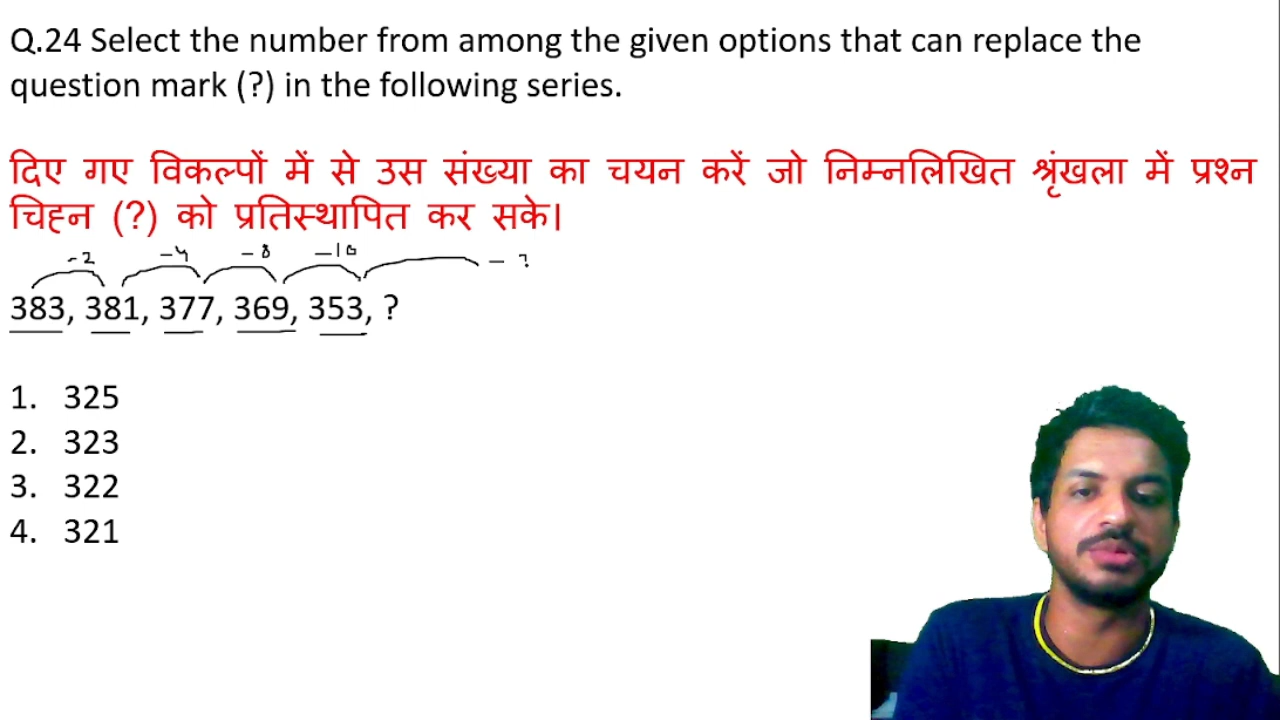 Q.24 Select the number from among the given options that can replace the
question mark (?) in the following series.
दिए गए विकल्पों में से उस संख्या का चयन करें जो निम्नलिखित श्रृंखला में प्रश्न
चिह्न (?) को प्रतिस्थापित कर सके।
-2 -4 -8 -16 - ?
383, 381, 377, 369, 353, ?
1. 325
2. 323
3. 322
4. 321